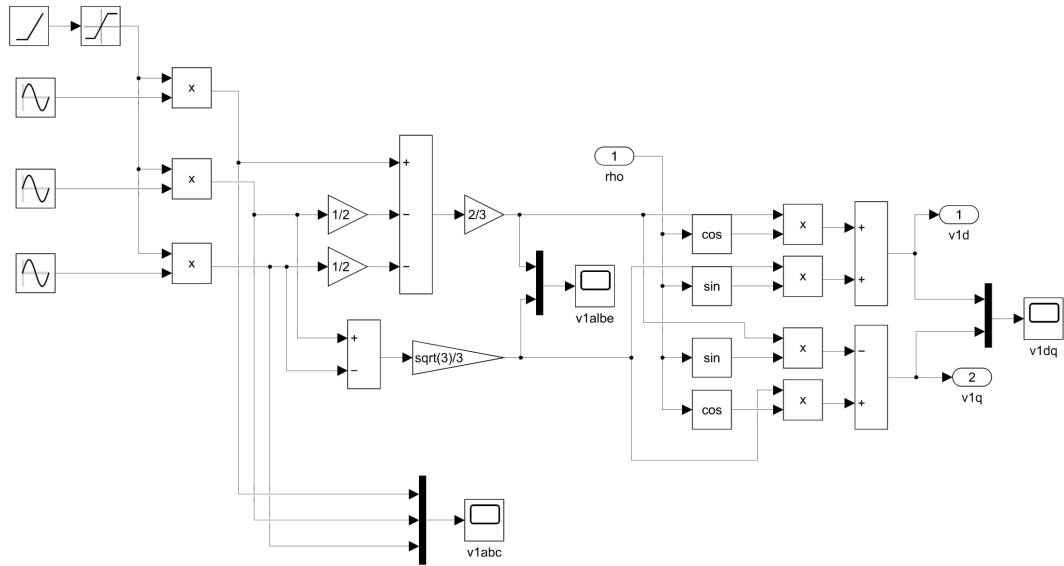 x
x
x
+
−
−
1/2
1/2
2/3
+
−
sqrt(3)/3
v1albe
v1abc
1
rho
cos
sin
sin
cos
x
x
x
x
+
+
−
+
1
v1d
v1dq
2
v1q